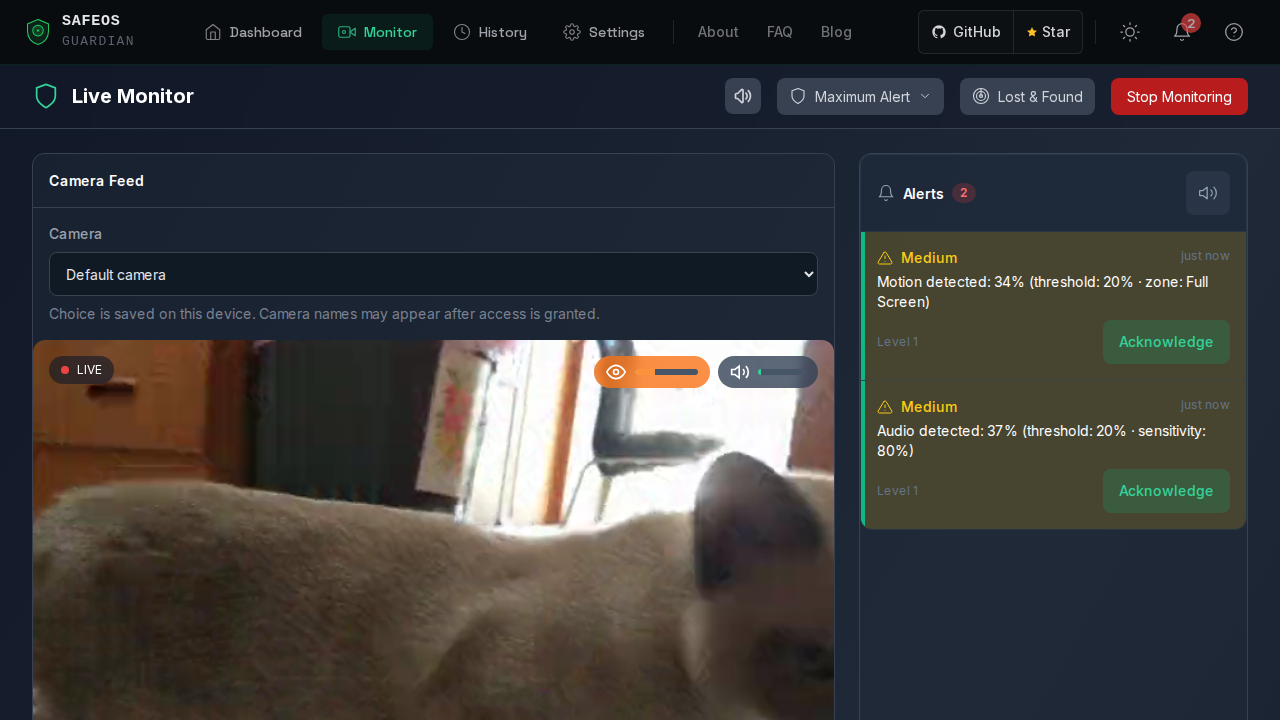 SAFEOS
GUARDIAN
Dashboard
Monitor
History
Settings
About
FAQ
Blog
GitHub
Star
2
Live Monitor
Maximum Alert
Lost & Found
Stop Monitoring
Camera Feed
Camera
Default camera
Choice is saved on this device. Camera names may appear after access is granted.
LIVE
Alerts
2
Medium
just now
Motion detected: 34% (threshold: 20% · zone: Full
Screen)
Level 1
Acknowledge
Medium
just now
Audio detected: 37% (threshold: 20% · sensitivity:
80%)
Level 1
Acknowledge